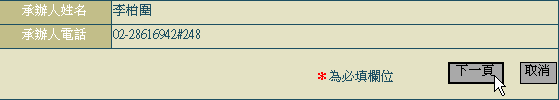 承辦人姓名 李柏園
承辦人電話 02-28616942#248
*為必填欄位 下一頁 取消